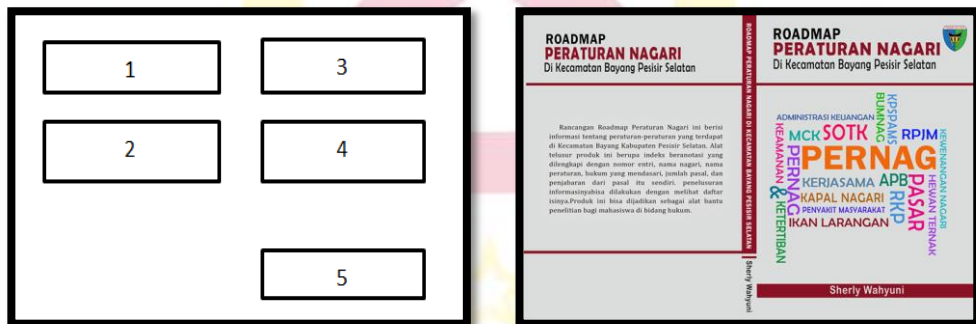 1
3
2
4
5
ROADMAP
PERATURAN NAGARI
Di Kecamatan Bayang Pesisir Selatan
Rancangan Roadmap Peraturan Nagari ini berisi
informasi tentang peraturan-peraturan yang terdapat
di Kecamatan Bayang Kabupaten Pesisir Selatan. Alat
telusur produk ini berupa indeks beranotasi yang
dilengkapi dengan nomor entri, nama nagari, nama
peraturan, hukum yang mendasari, jumlah pasal, dan
penjabaran dari pasal itu sendiri. penelusuran
informasinyabisa dilakukan dengan melihat daftar
isinya.Produk ini bisa dijadikan sebagai alat bantu
penelitian bagi mahasiswa di bidang hukum.
ROADMAP PERATURAN NAGARI DI KECAMATAN BAYANG PESISIR SELATAN
Sherly Wahyuni
ROADMAP
PERATURAN NAGARI
Di Kecamatan Bayang Pesisir Selatan
ADMINISTRASI KEUANGAN
BUMNAG
KPSPAMS
KEAMANAN & KETERTIBAN
MCK
SOTK
RPJM
KEWENANGAN NAGARI
PERNAG
PERNAG
KERJASAMA
APB
PASAR
HEWAN TERNAK
KAPAL NAGARI
RKP
PENYAKIT MASYARAKAT
IKAN LARANGAN
Sherly Wahyuni